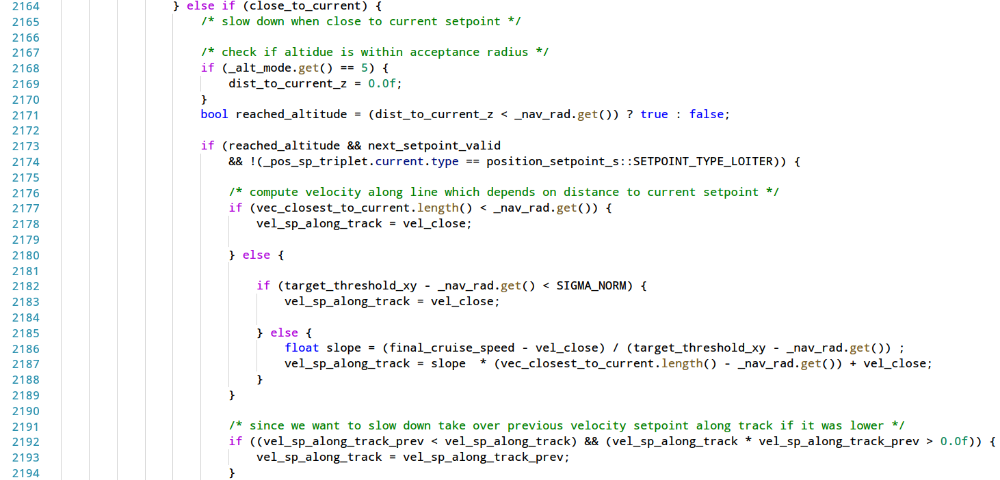 2164 } else if (close_to_current) {
2165 /* slow down when close to current setpoint */
2166
2167 /* check if altidue is within acceptance radius */
2168 if (_alt_mode.get() == 5) {
2169 dist_to_current_z = 0.0f;
2170 }
2171 bool reached_altitude = (dist_to_current_z < _nav_rad.get()) ? true : false;
2172
2173 if (reached_altitude && next_setpoint_valid
2174 && !(_pos_sp_triplet.current.type == position_setpoint_s::SETPOINT_TYPE_LOITER)) {
2175
2176 /* compute velocity along line which depends on distance to current setpoint */
2177 if (vec_closest_to_current.length() < _nav_rad.get()) {
2178 vel_sp_along_track = vel_close;
2179
2180 } else {
2181
2182 if (target_threshold_xy - _nav_rad.get() < SIGMA_NORM) {
2183 vel_sp_along_track = vel_close;
2184
2185 } else {
2186 float slope = (final_cruise_speed - vel_close) / (target_threshold_xy - _nav_rad.get()) ;
2187 vel_sp_along_track = slope  * (vec_closest_to_current.length() - _nav_rad.get()) + vel_close;
2188 }
2189 }
2190
2191 /* since we want to slow down take over previous velocity setpoint along track if it was lower */
2192 if ((vel_sp_along_track_prev < vel_sp_along_track) && (vel_sp_along_track * vel_sp_along_track_prev > 0.0f)) {
2193 vel_sp_along_track = vel_sp_along_track_prev;
2194 }